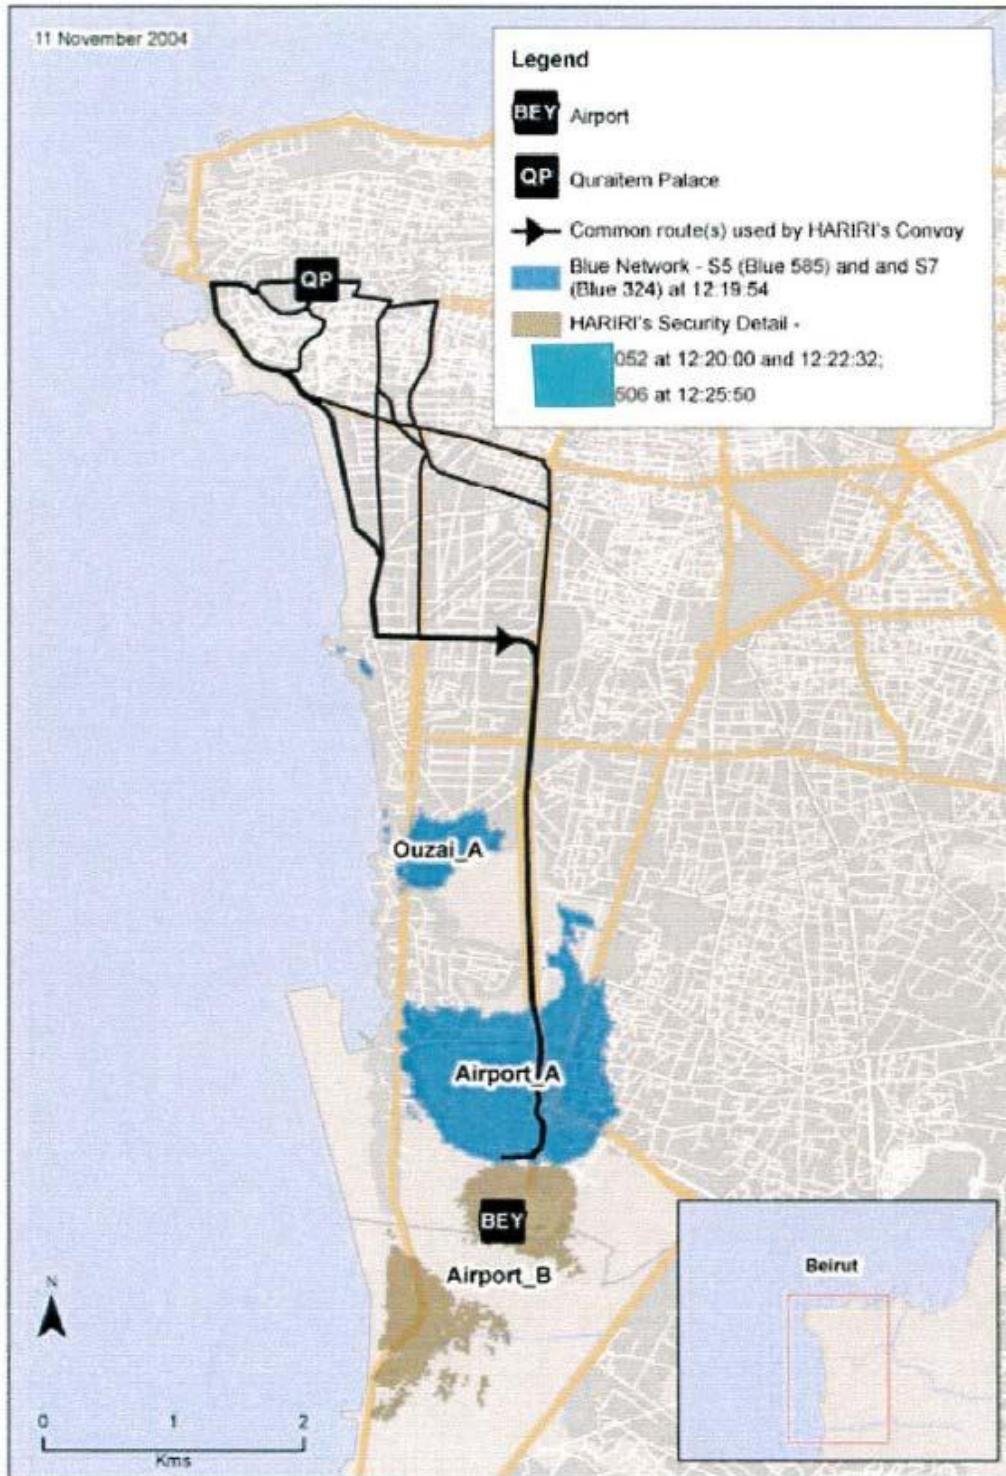 11 November 2004
Legend
BEY Airport
QP Quraitem Palace
Common route(s) used by HARIRI's Convoy
Blue Network - S5 (Blue 585) and and S7
(Blue 324) at 12:19:54
HARIRI's Security Detail -
052 at 12:20:00 and 12:22:32;
506 at 12:25:50
QP
Ouzai_A
Airport_A
BEY
Airport_B
Beirut
N
0 1 2
Kms